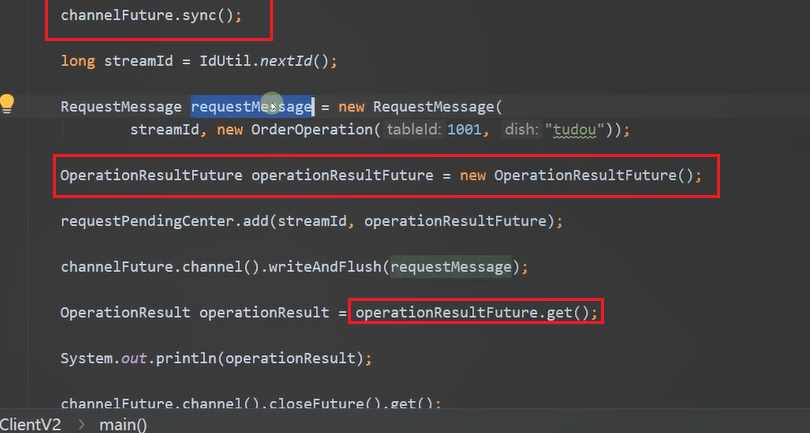 channelFuture.sync();
long streamId = IdUtil.nextId();
RequestMessage requestMessage = new RequestMessage(
streamId, new OrderOperation( tableId: 1001, dish: "tudou"));
OperationResultFuture operationResultFuture = new OperationResultFuture();
requestPendingCenter.add(streamId, operationResultFuture);
channelFuture.channel().writeAndFlush(requestMessage);
OperationResult operationResult = operationResultFuture.get();
System.out.println(operationResult);
channelFuture.channel().closeFuture().get();
ClientV2 > main()